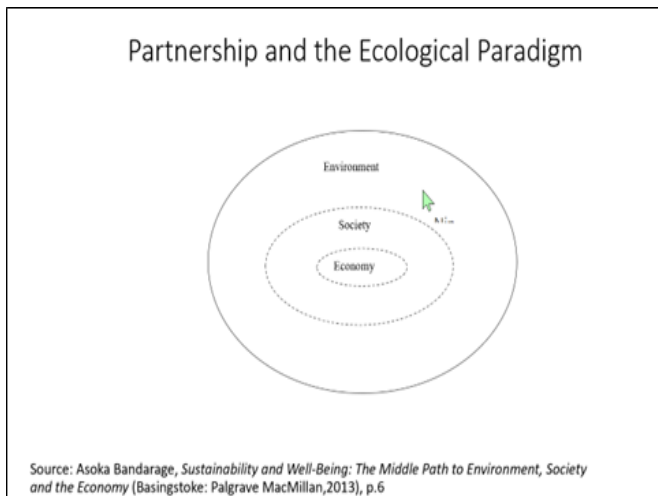 Partnership and the Ecological Paradigm
Environment
Society
Economy
Source: Asoka Bandarage, Sustainability and Well-Being: The Middle Path to Environment, Society
and the Economy (Basingstoke: Palgrave MacMillan,2013), p.6